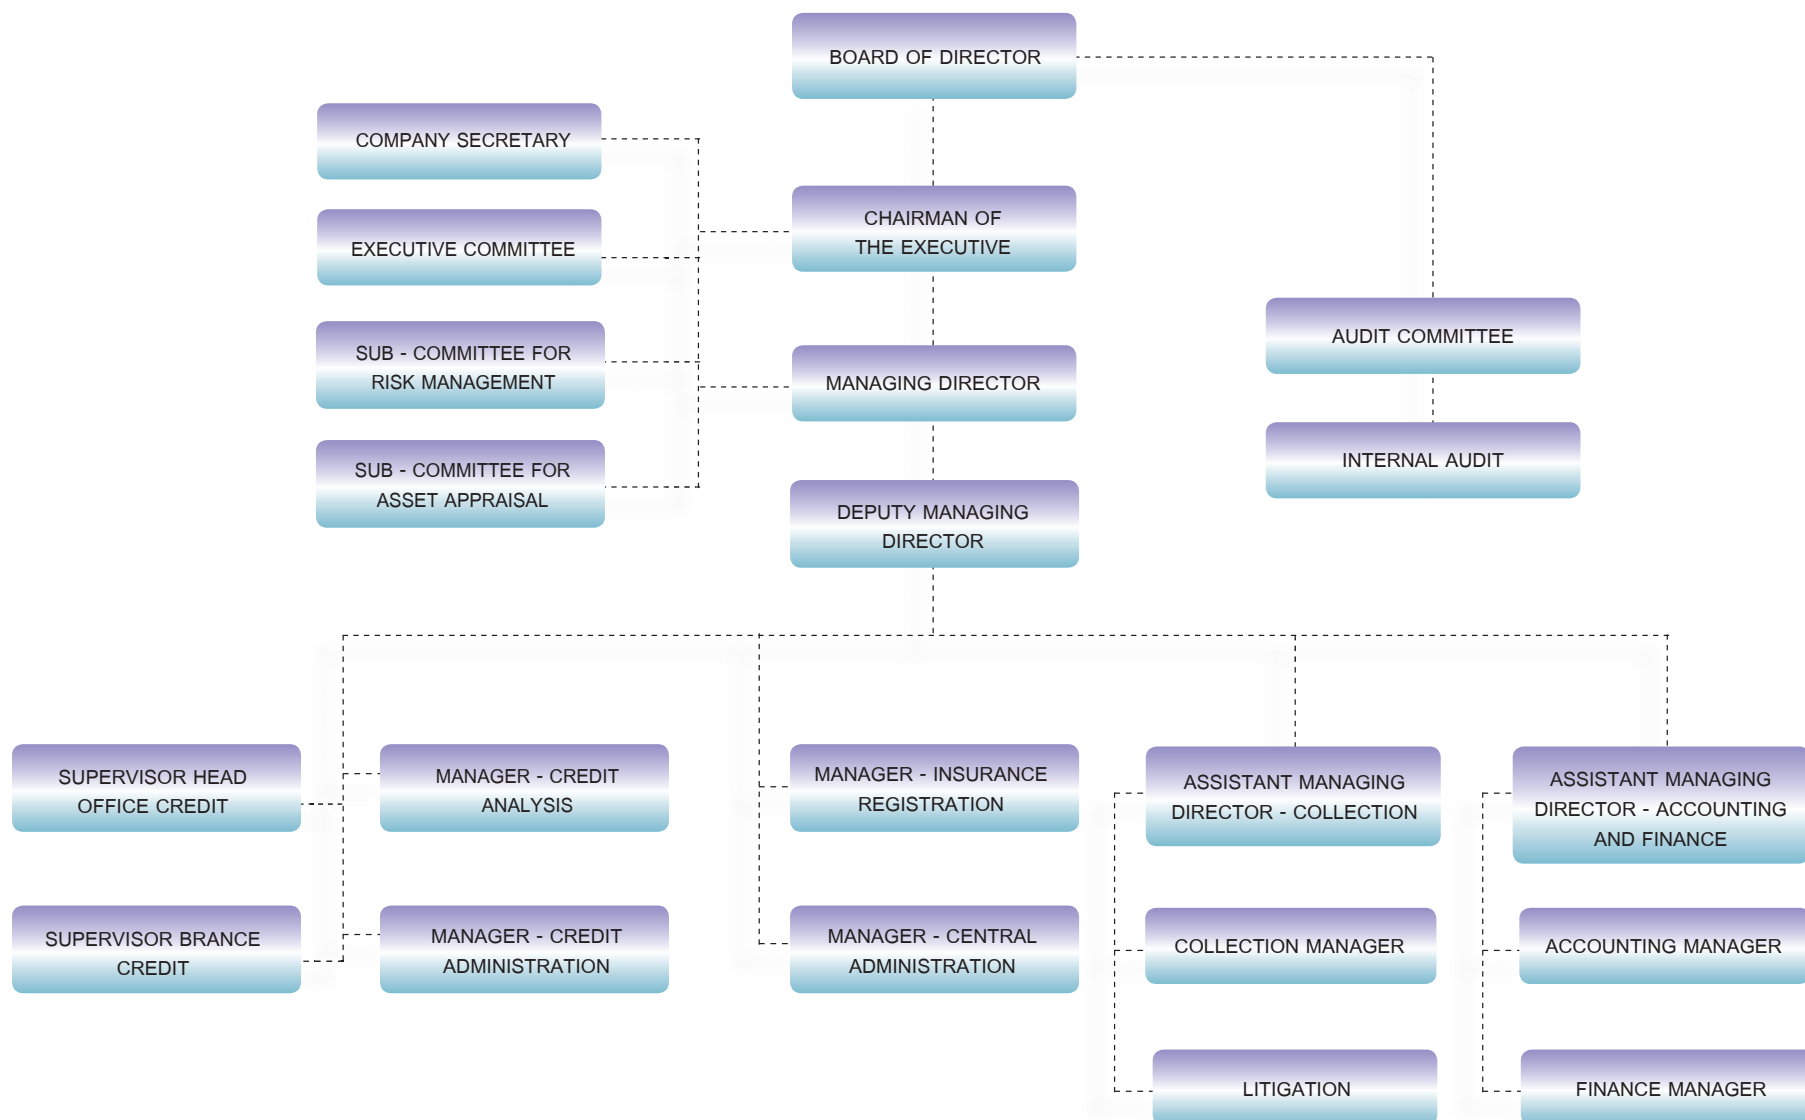 BOARD OF DIRECTOR
COMPANY SECRETARY
CHAIRMAN OF
THE EXECUTIVE
EXECUTIVE COMMITTEE
AUDIT COMMITTEE
SUB - COMMITTEE FOR
RISK MANAGEMENT
MANAGING DIRECTOR
INTERNAL AUDIT
SUB - COMMITTEE FOR
ASSET APPRAISAL
DEPUTY MANAGING
DIRECTOR
SUPERVISOR HEAD
OFFICE CREDIT
MANAGER - CREDIT
ANALYSIS
MANAGER - INSURANCE
REGISTRATION
ASSISTANT MANAGING
DIRECTOR - COLLECTION
ASSISTANT MANAGING
DIRECTOR - ACCOUNTING
AND FINANCE
SUPERVISOR BRANCE
CREDIT
MANAGER - CREDIT
ADMINISTRATION
MANAGER - CENTRAL
ADMINISTRATION
COLLECTION MANAGER
ACCOUNTING MANAGER
LITIGATION
FINANCE MANAGER